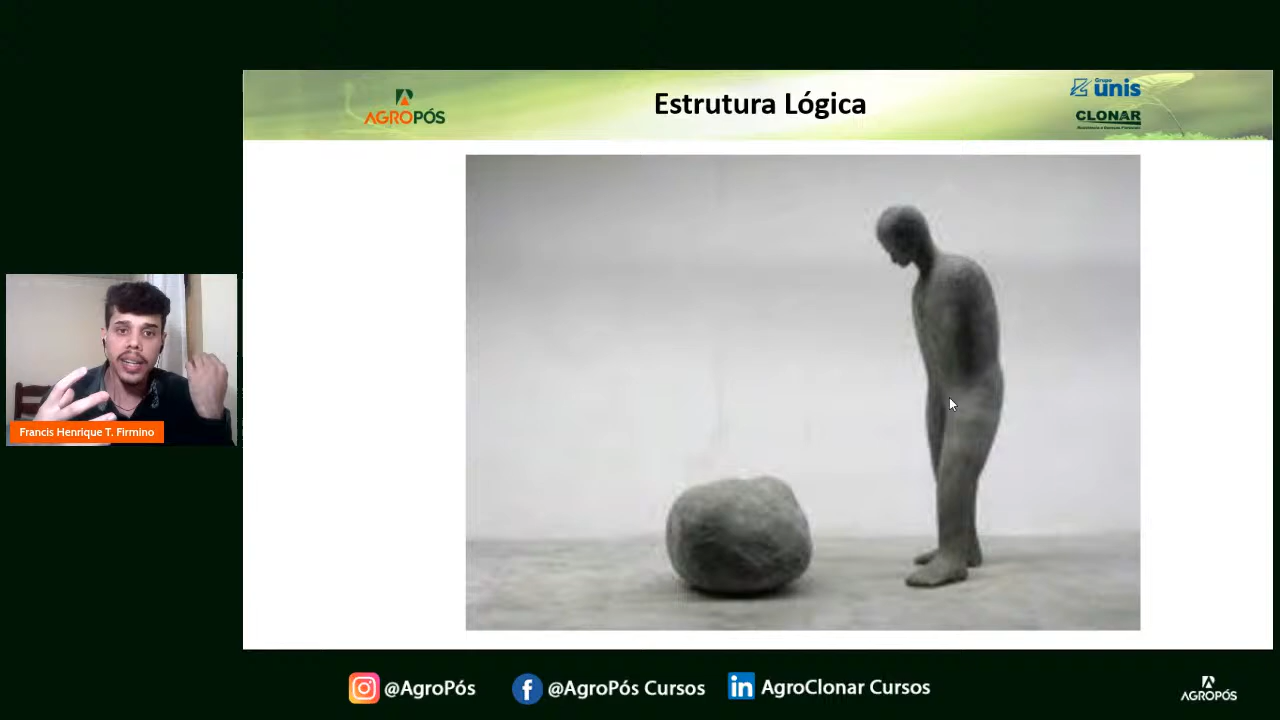 AGROPÓS
Estrutura Lógica
Grupo
unis
CLONAR
Francis Henrique T. Firmino
@AgroPós
@AgroPós Cursos
AgroClonar Cursos
AGROPÓS